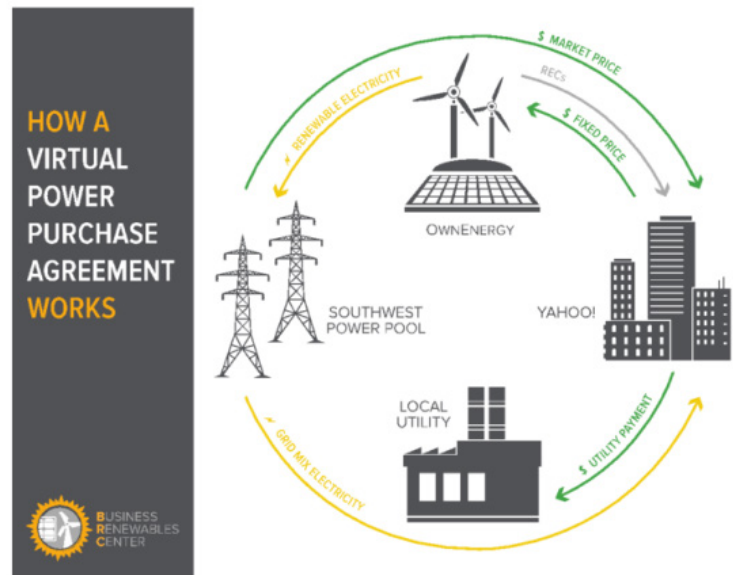 HOW A
VIRTUAL
POWER
PURCHASE
AGREEMENT
WORKS
BUSINESS
RENEWABLES
CENTER
$ MARKET PRICE
RECs
$ FIXED PRICE
RENEWABLE ELECTRICITY
OWNENERGY
SOUTHWEST
POWER POOL
YAHOO!
LOCAL
UTILITY
$ UTILITY PAYMENT
GRID MIX ELECTRICITY